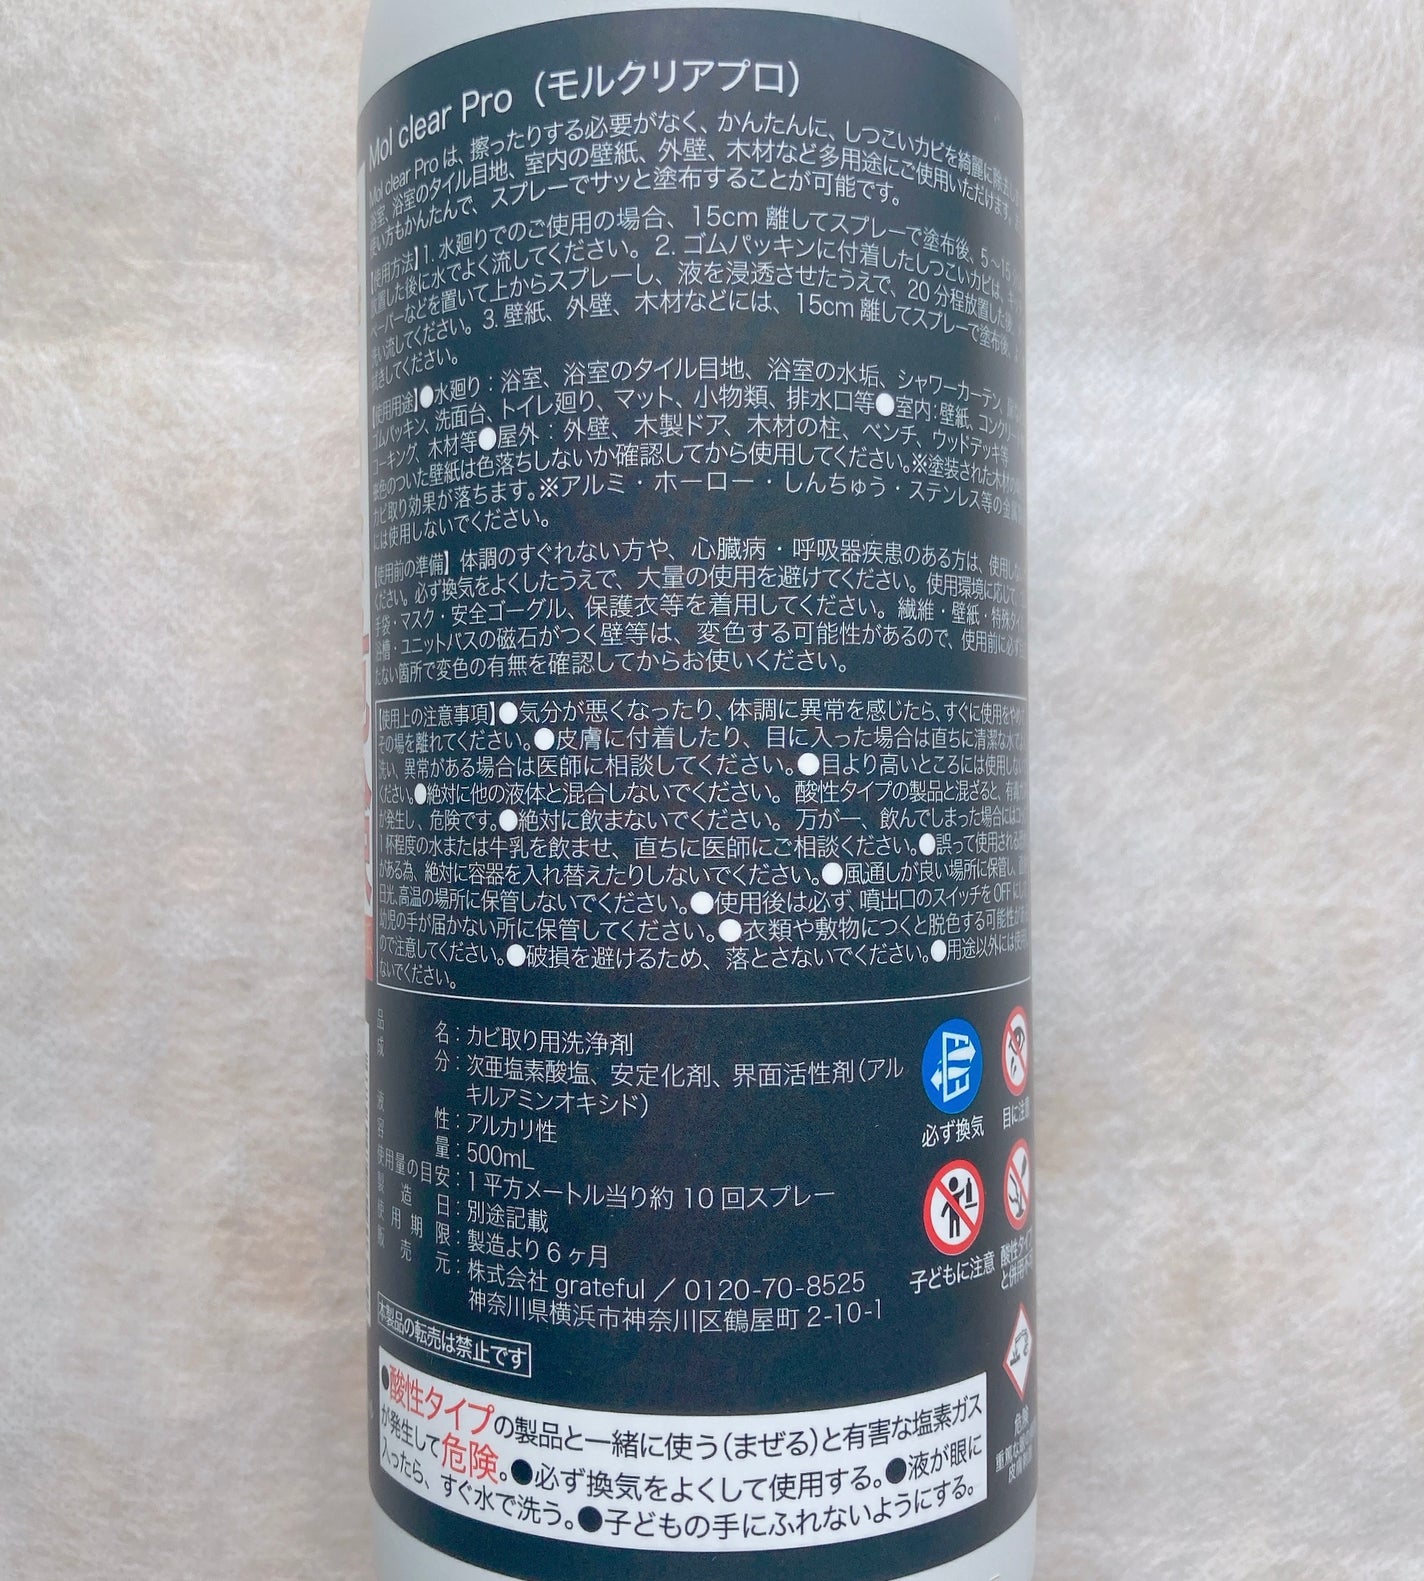 Mol clear Pro（モルクリアプロ）
Mol clear Pro は、擦ったりする必要がなく、かんたんに、しつこいカビを綺麗に除去し
浴室、浴室のタイル目地、室内の壁紙、外壁、木材など多用途にご使用いただけます。
使い方もかんたんで、スプレーでサッと塗布することが可能です。
【使用方法】1. 水廻りでのご使用の場合、15cm 離してスプレーで塗布後、5～15
放置した後に水でよく流してください。2. ゴムパッキンに付着したしつこいカビは、キ
ペーパーなどを置いて上からスプレーし、液を浸透させたうえで、20 分程放置した後
洗い流してください。3. 壁紙、外壁、木材などには、15cm 離してスプレーで塗布後、
拭きしてください。
【使用用途】●水廻り：浴室、浴室のタイル目地、浴室の水垢、シャワーカーテン、
ゴムパッキン、洗面台、トイレ廻り、マット、小物類、排水口等●室内：壁紙、コンクリー
コーキング、木材等●屋外：外壁、木製ドア、木材の柱、ベンチ、ウッドデッキ等
色のついた壁紙は色落ちしないか確認してから使用してください。※塗装された木材の
カビ取り効果が落ちます。※アルミ・ホーロー・しんちゅう・ステンレス等の金属
には使用しないでください。
【使用前の準備】体調のすぐれない方や、心臓病・呼吸器疾患のある方は、使用しな
ください。必ず換気をよくしたうえで、大量の使用を避けてください。使用環境に応じて、
手袋・マスク・安全ゴーグル、保護衣等を着用してください。繊維・壁紙・特殊タイ
浴槽・ユニットバスの磁石がつく壁等は、変色する可能性があるので、使用前に必ず
たない箇所で変色の有無を確認してからお使いください。
【使用上の注意事項】●気分が悪くなったり、体調に異常を感じたら、すぐに使用をやめ
その場を離れてください。●皮膚に付着したり、目に入った場合は直ちに清潔な水で
洗い、異常がある場合は医師に相談してください。●目より高いところには使用しない
ください。●絶対に他の液体と混合しないでください。酸性タイプの製品と混ざると、有毒
が発生し、危険です。●絶対に飲まないでください。万が一、飲んでしまった場合にはコ
1 杯程度の水または牛乳を飲ませ、直ちに医師にご相談ください。●誤って使用される
がある為、絶対に容器を入れ替えたりしないでください。●風通しが良い場所に保管し、直
日光、高温の場所に保管しないでください。●使用後は必ず、噴出口のスイッチを OFF にし
幼児の手が届かない所に保管してください。●衣類や敷物につくと脱色する可能性が
ので注意してください。●破損を避けるため、落とさないでください。●用途以外には使用
ないでください。
品名：カビ取り用洗浄剤
成分：次亜塩素酸塩、安定化剤、界面活性剤（アル
キルアミンオキシド）
液性：アルカリ性
容量：500mL
使用量の目安：1 平方メートル当り約 10 回スプレー
製造日：別途記載
使用期限：製造より 6 ヶ月
販売元：株式会社 grateful ／ 0120-70-8525
神奈川県横浜市神奈川区鶴屋町 2-10-1
必ず換気
目に注意
子どもに注意
酸性タイプ
と併用不
危険
本製品の転売は禁止です
●酸性タイプの製品と一緒に使う（まぜる）と有害な塩素ガス
が発生して危険。●必ず換気をよくして使用する。●液が眼に
入ったら、すぐ水で洗う。●子どもの手にふれないようにする。